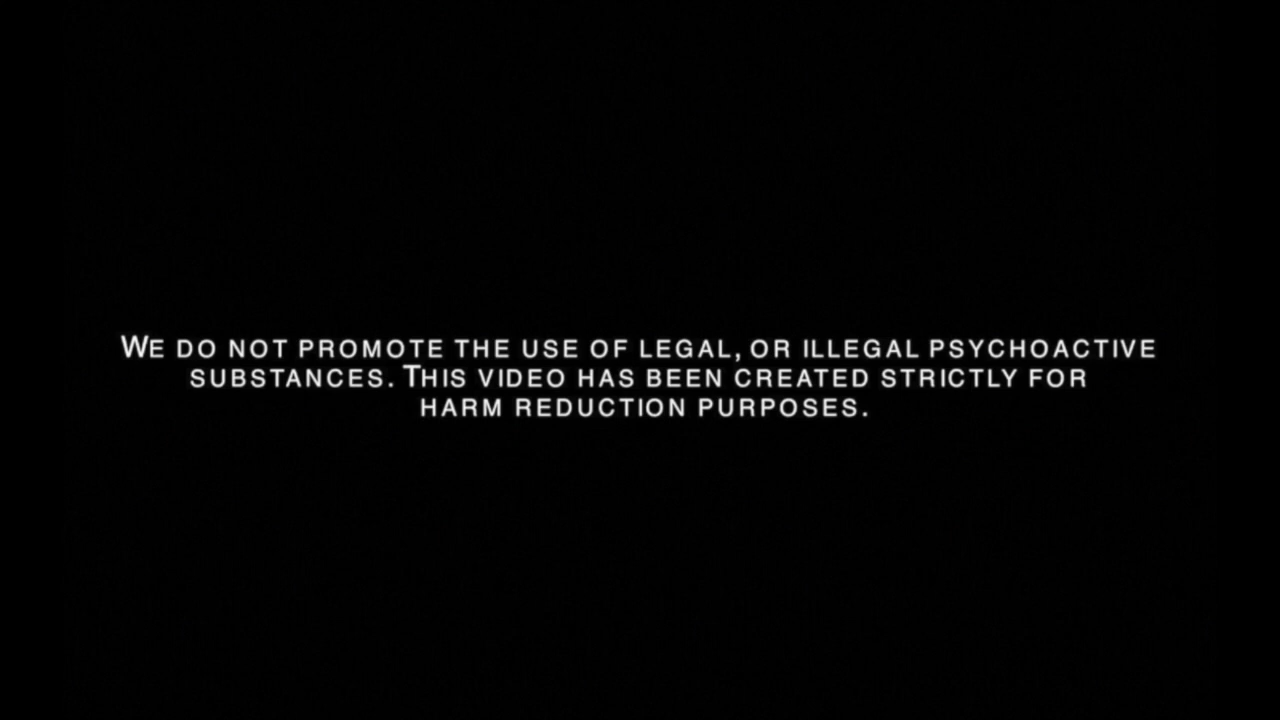 We do not promote the use of legal, or illegal psychoactive
substances. This video has been created strictly for
harm reduction purposes.